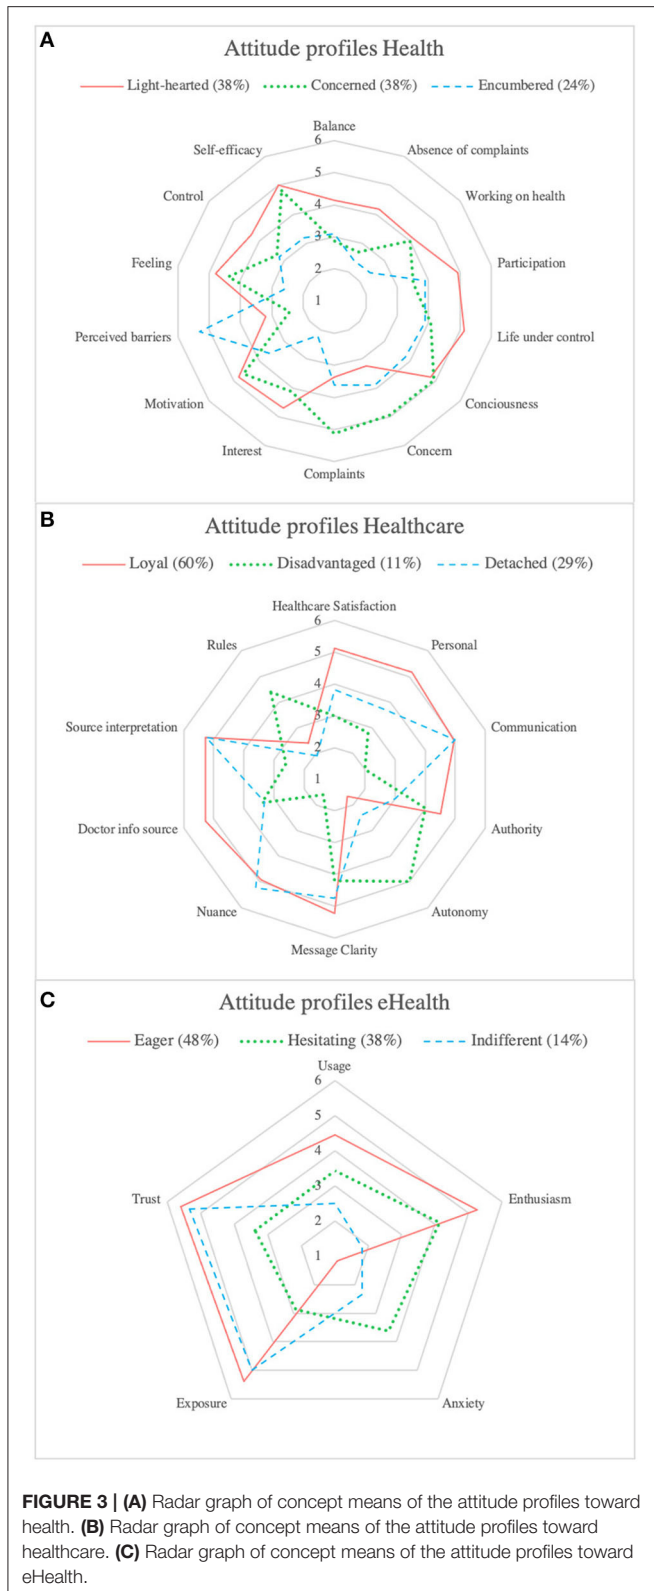 A
Attitude profiles Health
Light-hearted (38%) Concerned (38%) Encumbered (24%)
Balance
6
Self-efficacy
Absence of complaints
5
Control
Working on health
4
3
Feeling
Participation
2
1
Perceived barriers
Life under control
Motivation
Conciousness
Interest
Concern
Complaints
B
Attitude profiles Healthcare
Loyal (60%) Disadvantaged (11%) Detached (29%)
Healthcare Satisfaction
6
Rules
Personal
5
4
Source interpretation
Communication
3
2
1
Doctor info source
Authority
Nuance
Autonomy
Message Clarity
C
Attitude profiles eHealth
Eager (48%) Hesitating (38%) Indifferent (14%)
Usage
6
5
4
3
Trust
Enthusiasm
2
1
Exposure
Anxiety
FIGURE 3 | (A) Radar graph of concept means of the attitude profiles toward
health. (B) Radar graph of concept means of the attitude profiles toward
healthcare. (C) Radar graph of concept means of the attitude profiles toward
eHealth.